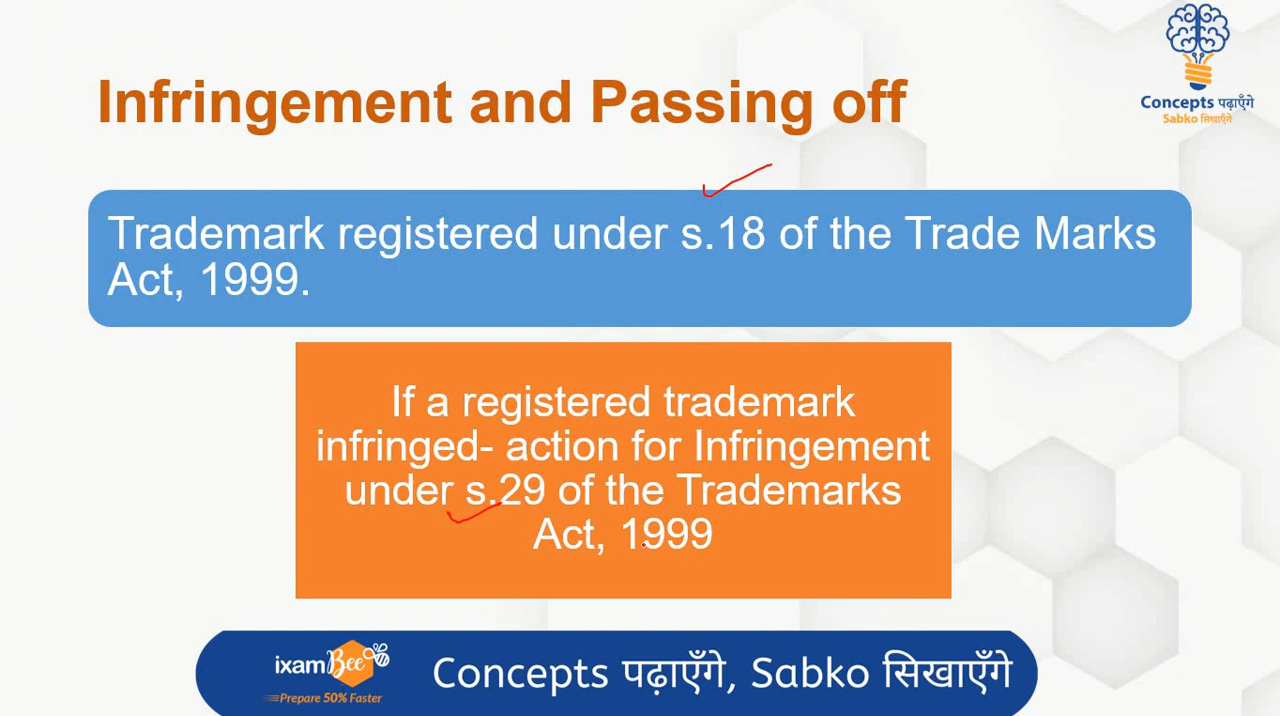 Concepts पढ़ाएँगे
Sabko सिखाएँगे
Infringement and Passing off
Trademark registered under s.18 of the Trade Marks
Act, 1999.
If a registered trademark
infringed- action for Infringement
under s.29 of the Trademarks
Act, 1999
ixamBee
Prepare 50% Faster
Concepts पढ़ाएँगे, Sabko सिखाएँगे